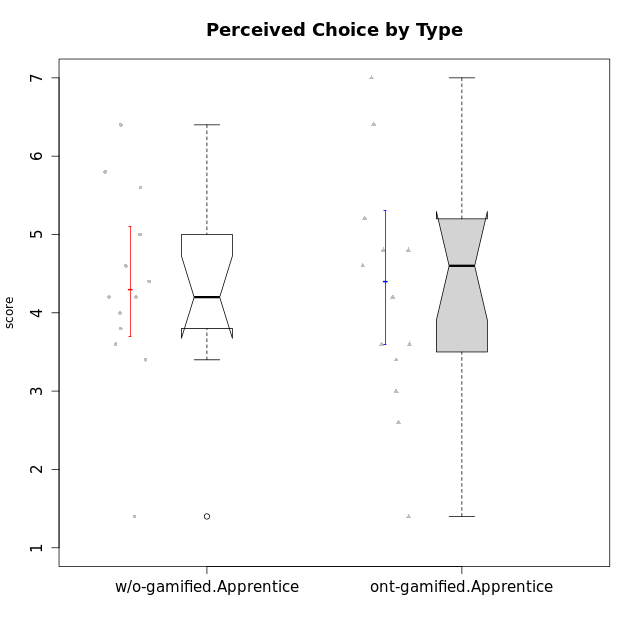 Perceived Choice by Type
7
6
5
4
3
2
1
score
w/o-gamified.Apprentice
ont-gamified.Apprentice